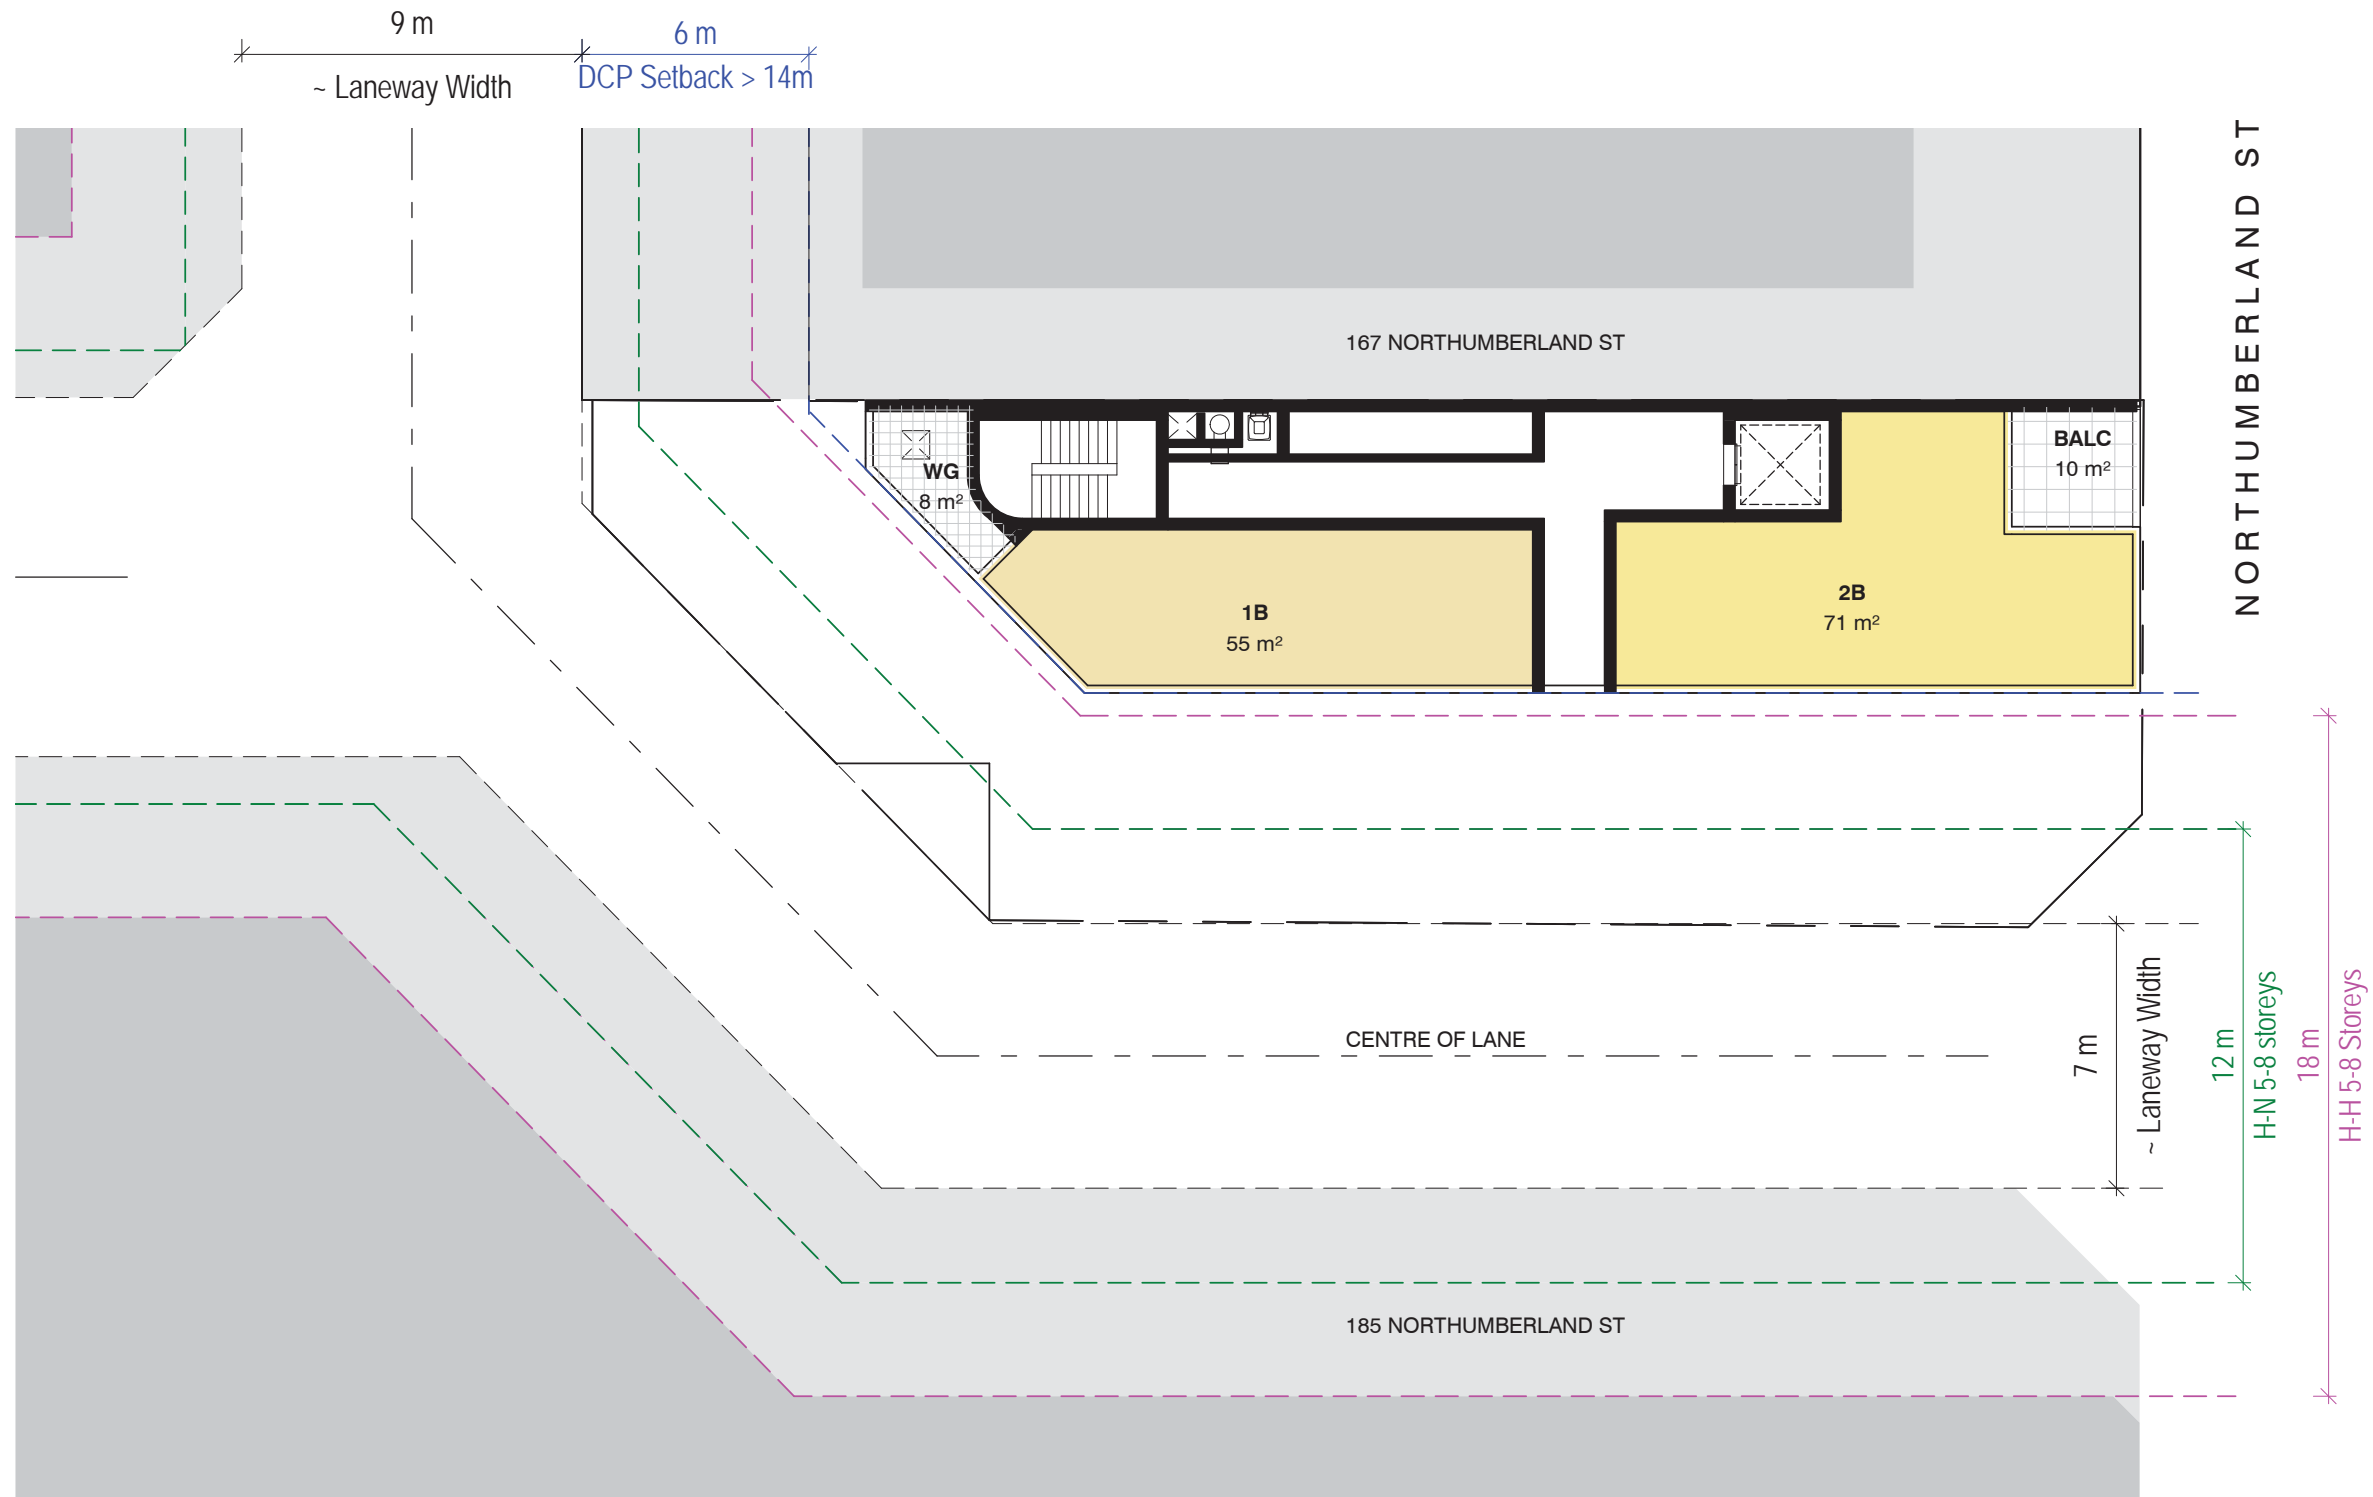 9 m
~ Laneway Width
6 m
DCP Setback > 14m
NORTHUMBERLAND ST
167 NORTHUMBERLAND ST
WG
8 m²
BALC
10 m²
1B
55 m²
2B
71 m²
CENTRE OF LANE
7 m
~ Laneway Width
12 m
H-N 5-8 storeys
18 m
H-H 5-8 Storeys
185 NORTHUMBERLAND ST